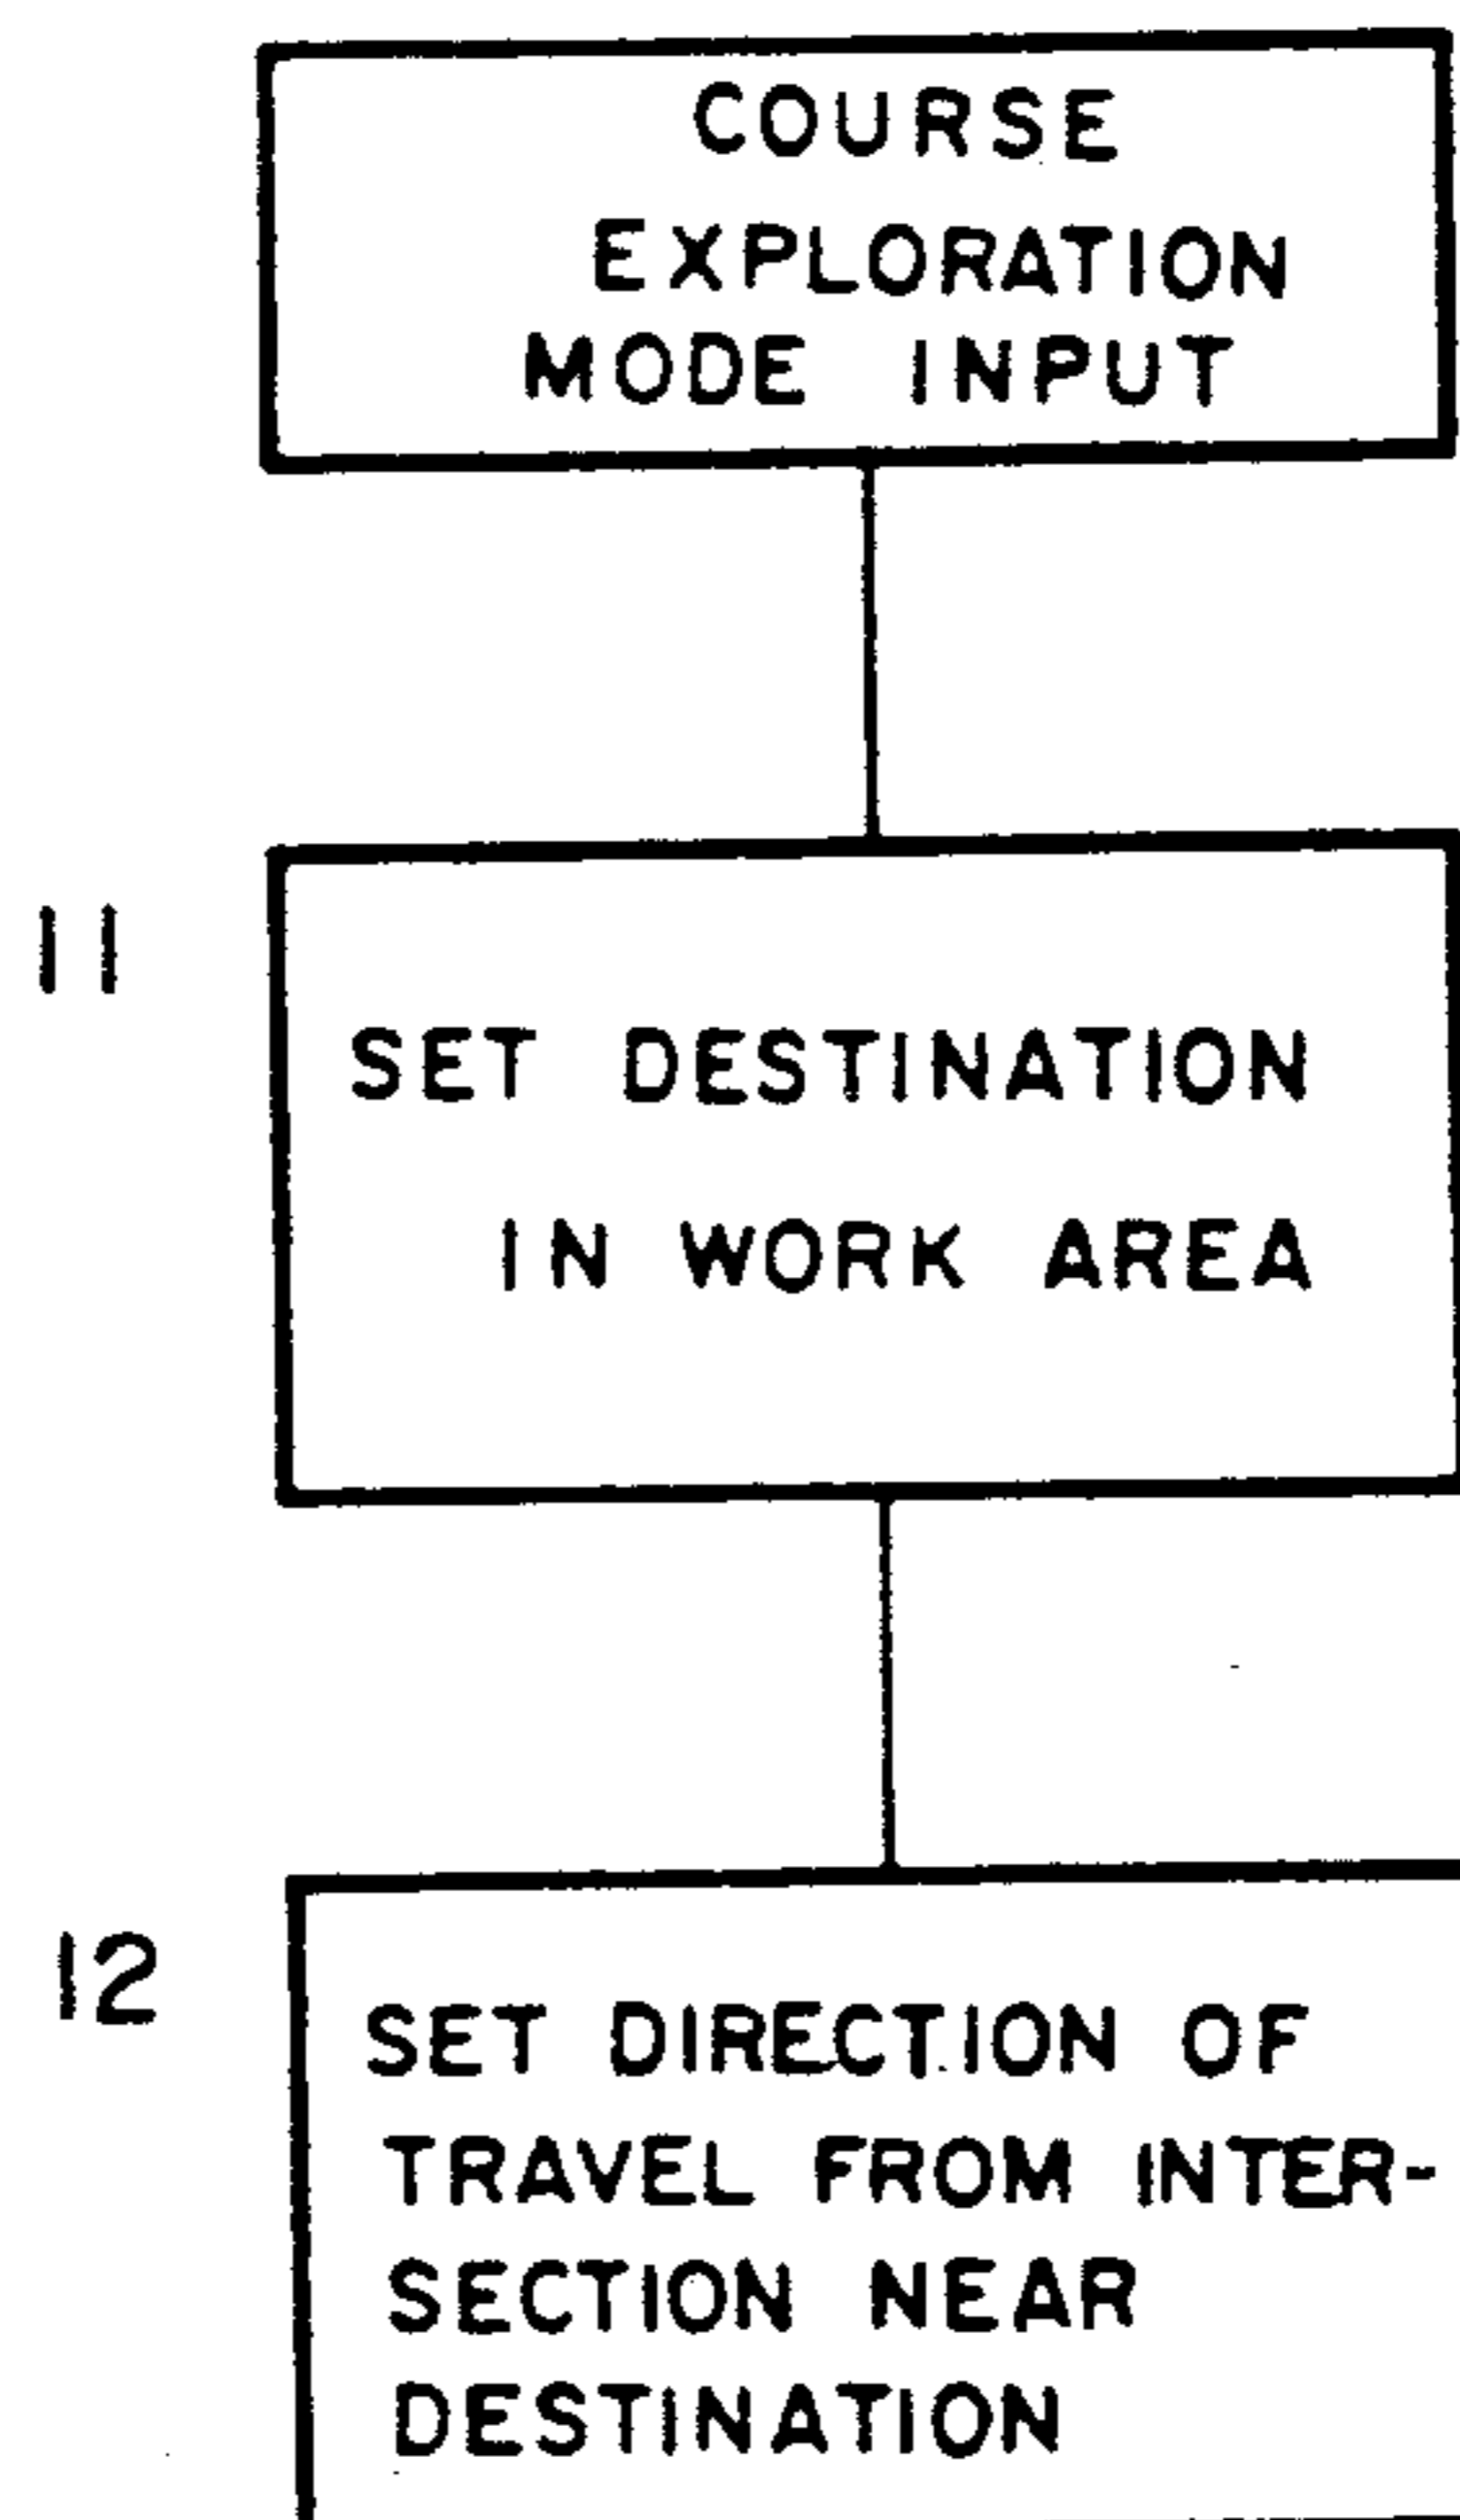 COURSE
EXPLORATION
MODE INPUT
11
SET DESTINATION
IN WORK AREA
12
SET DIRECTION OF
TRAVEL FROM INTER-
SECTION NEAR
DESTINATION